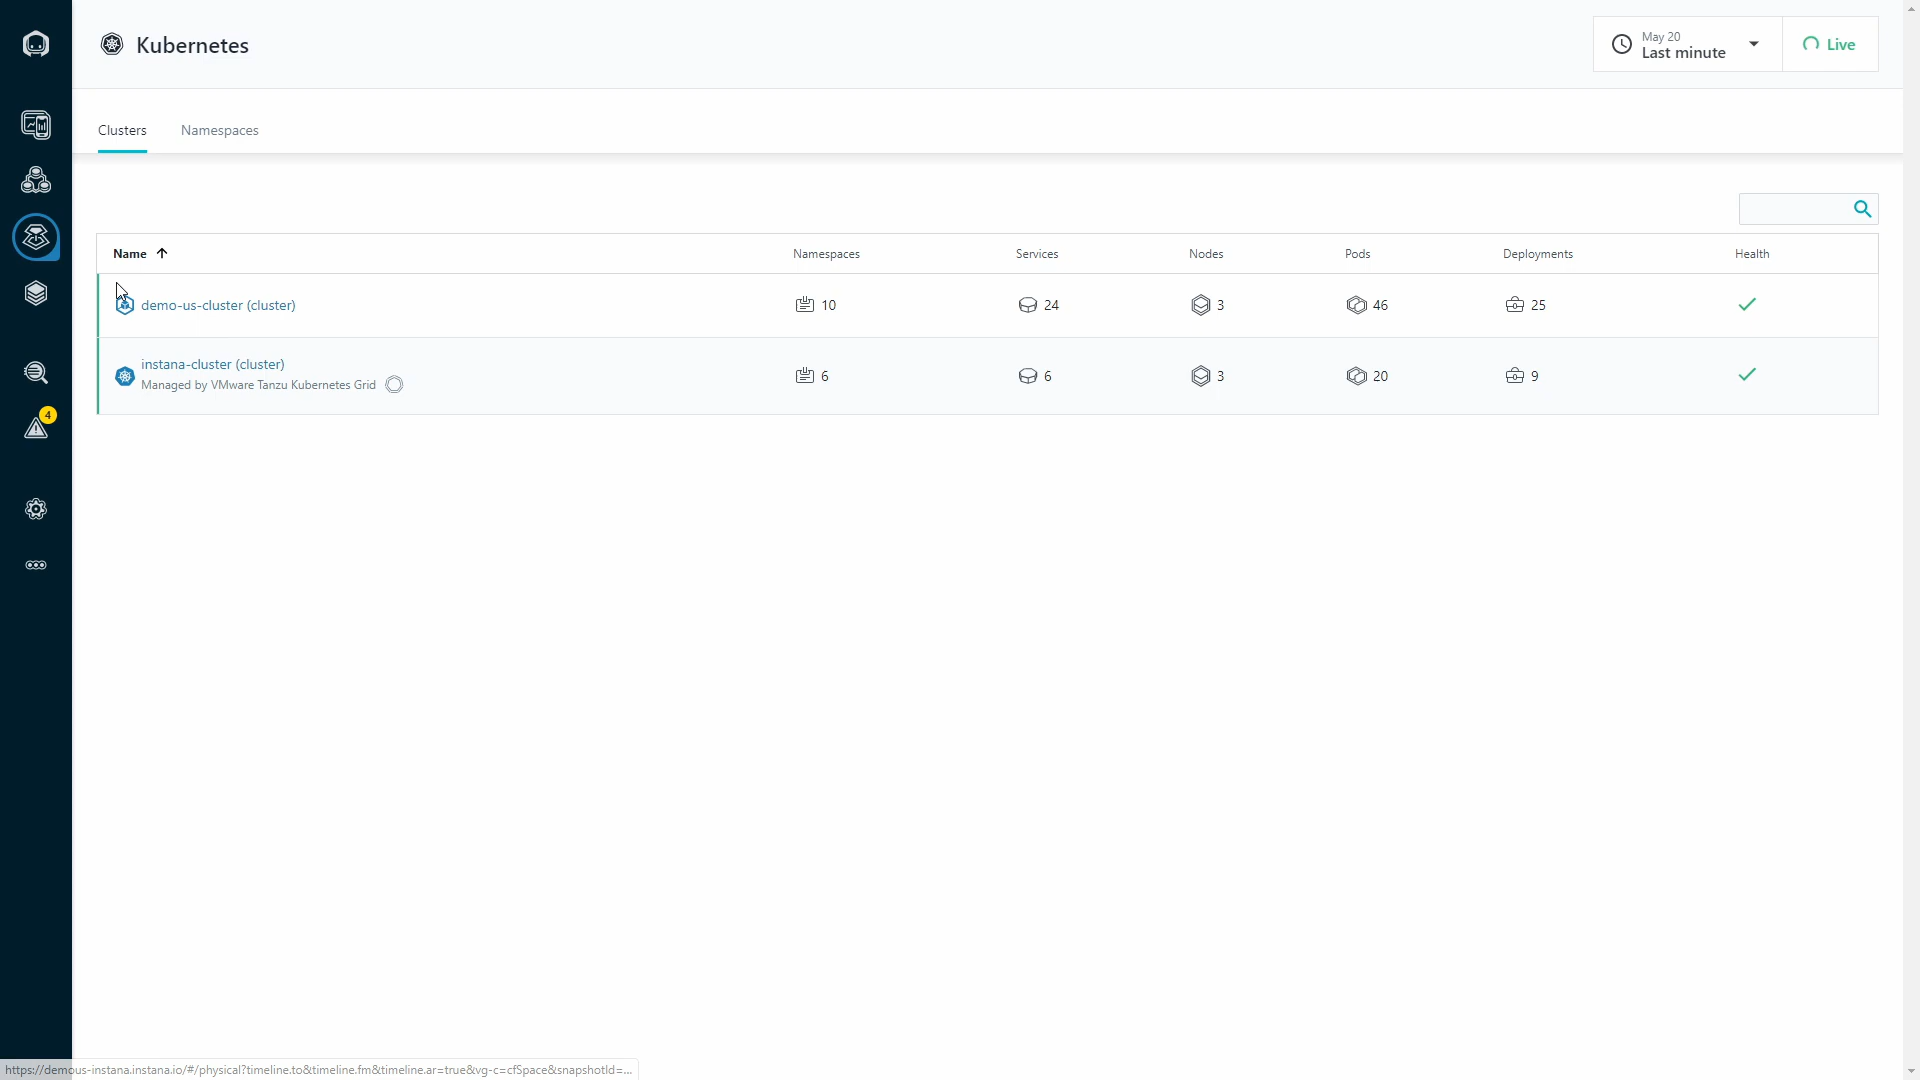 Kubernetes
May 20
Last minute
Live
Clusters
Namespaces
Name
Namespaces
Services
Nodes
Pods
Deployments
Health
demo-us-cluster (cluster)
10
24
3
46
25
instana-cluster (cluster)
Managed by VMware Tanzu Kubernetes Grid
6
6
3
20
9
4
https://demous-instana.instana.io/#/physical?timeline.to&timeline.fm&timeline.ar=true&vg-c=cfSpace&snapshotId=...